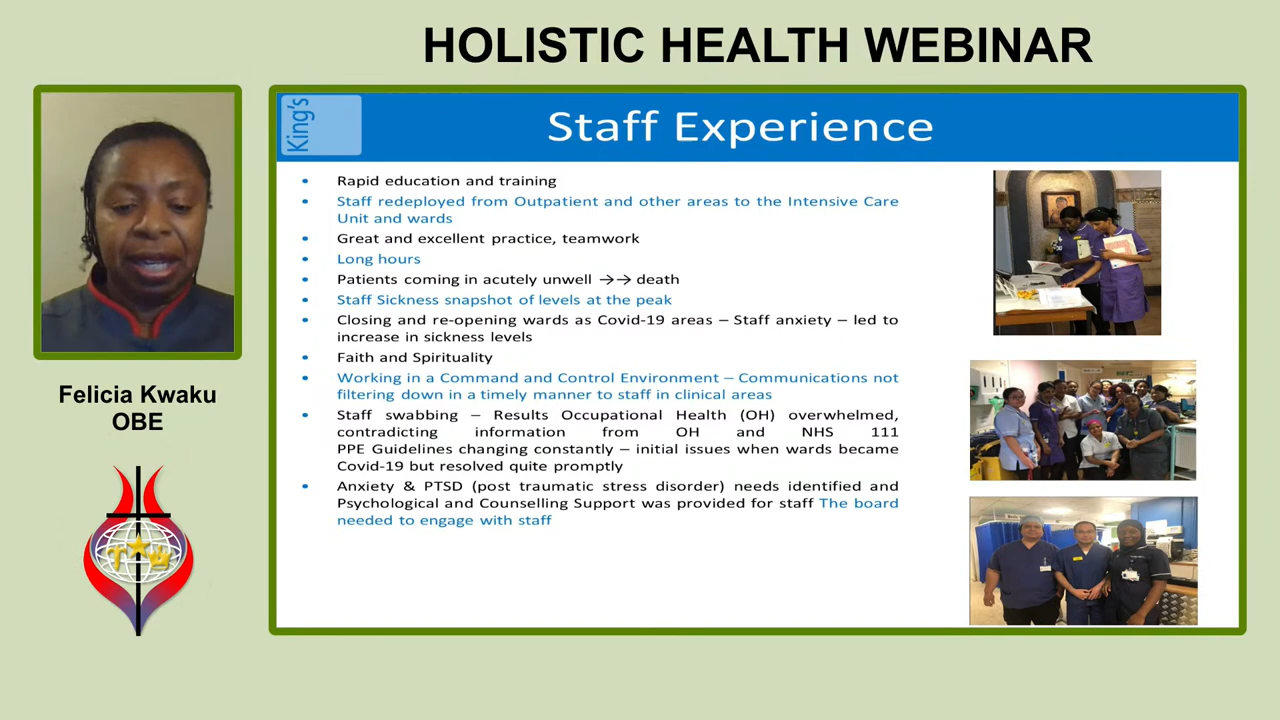 HOLISTIC HEALTH WEBINAR
King's
Staff Experience
• Rapid education and training
• Staff redeployed from Outpatient and other areas to the Intensive Care
Unit and wards
• Great and excellent practice, teamwork
• Long hours
• Patients coming in acutely unwell →→ death
• Staff Sickness snapshot of levels at the peak
• Closing and re-opening wards as Covid-19 areas – Staff anxiety – led to
increase in sickness levels
• Faith and Spirituality
• Working in a Command and Control Environment – Communications not
filtering down in a timely manner to staff in clinical areas
• Staff swabbing – Results Occupational Health (OH) overwhelmed,
contradicting information from OH and NHS 111
PPE Guidelines changing constantly – initial issues when wards became
Covid-19 but resolved quite promptly
• Anxiety & PTSD (post traumatic stress disorder) needs identified and
Psychological and Counselling Support was provided for staff The board
needed to engage with staff
Felicia Kwaku
OBE